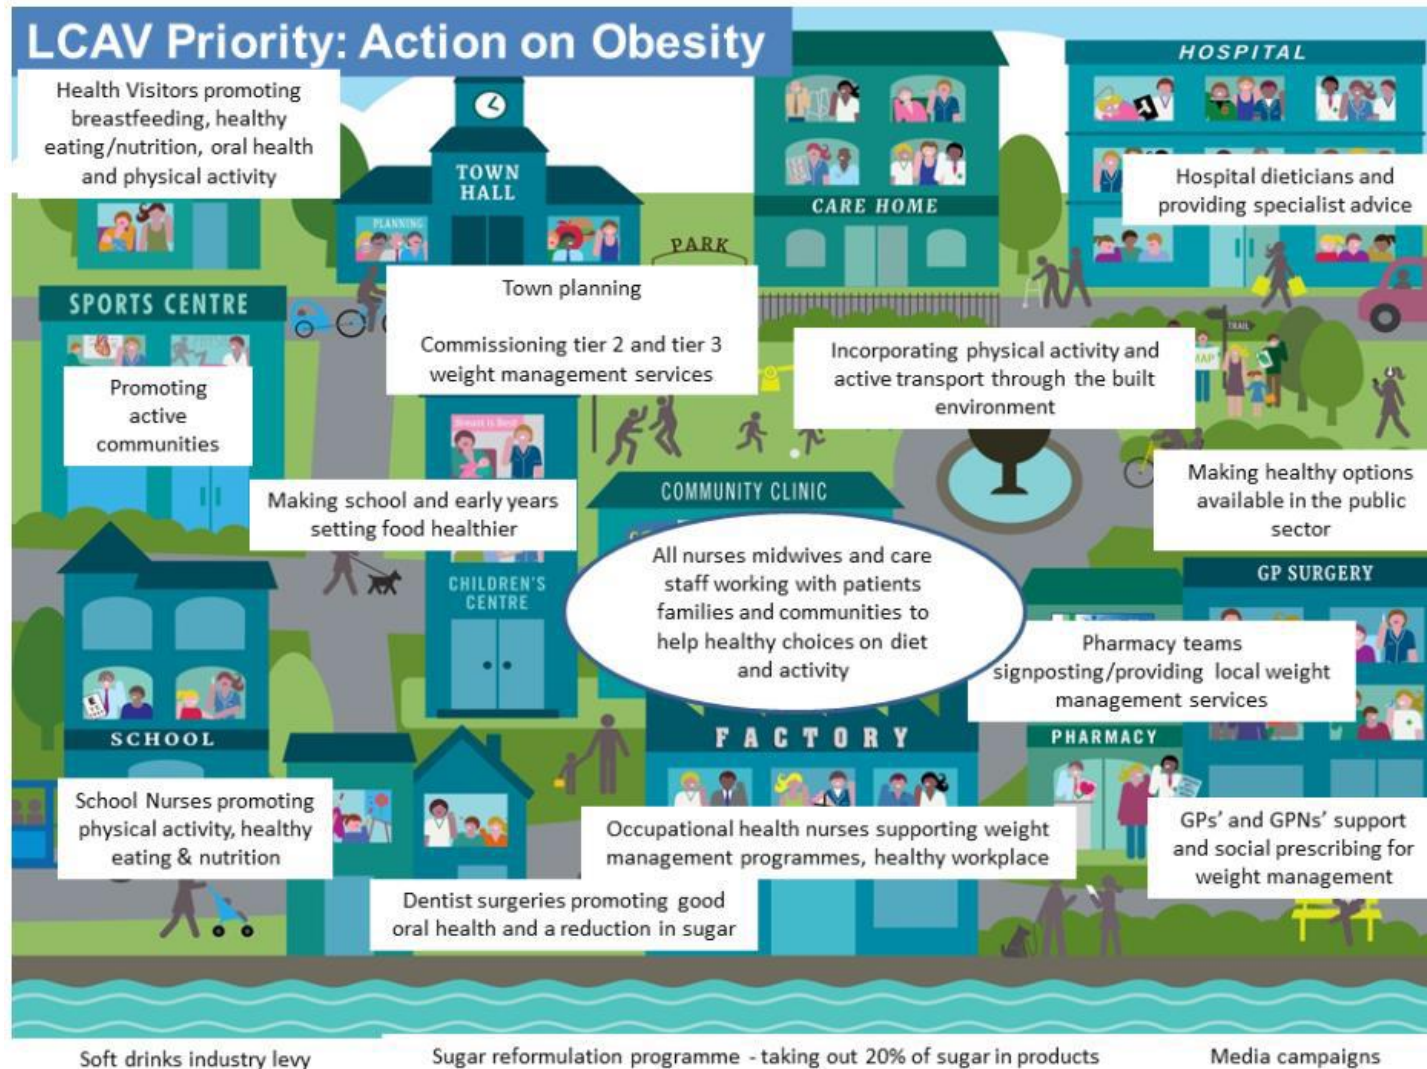 LCAV Priority: Action on Obesity
Health Visitors promoting
breastfeeding, healthy
eating/nutrition, oral health
and physical activity
TOWN
HALL
PLANNING
CARE HOME
HOSPITAL
Hospital dieticians and
providing specialist advice
PARK
SPORTS CENTRE
Promoting
active
communities
Town planning
Commissioning tier 2 and tier 3
weight management services
Incorporating physical activity and
active transport through the built
environment
TRAIL
MAP
Breast is Best
Making school and early years
setting food healthier
CHILDREN'S
CENTRE
COMMUNITY CLINIC
All nurses midwives and care
staff working with patients
families and communities to
help healthy choices on diet
and activity
Making healthy options
available in the public
sector
GP SURGERY
Pharmacy teams
signposting/providing local weight
management services
PHARMACY
SCHOOL
School Nurses promoting
physical activity, healthy
eating & nutrition
FACTORY
Occupational health nurses supporting weight
management programmes, healthy workplace
GPs' and GPNs' support
and social prescribing for
weight management
Dentist surgeries promoting good
oral health and a reduction in sugar
Soft drinks industry levy
Sugar reformulation programme - taking out 20% of sugar in products
Media campaigns